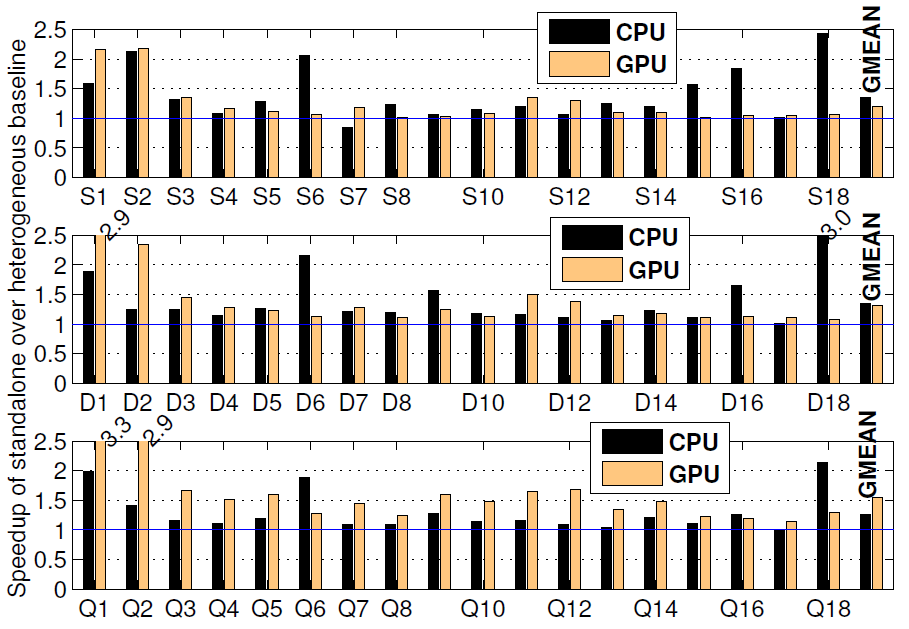 Speedup of standalone over heterogeneous baseline
2.5
2
1.5
1
0.5
0
CPU
GPU
GMEAN
S1 S2 S3 S4 S5 S6 S7 S8 S10 S12 S14 S16 S18
2.9
3.0
2.5
2
1.5
1
0.5
0
CPU
GPU
GMEAN
D1 D2 D3 D4 D5 D6 D7 D8 D10 D12 D14 D16 D18
3.3
2.9
2.5
2
1.5
1
0.5
0
CPU
GPU
GMEAN
Q1 Q2 Q3 Q4 Q5 Q6 Q7 Q8 Q10 Q12 Q14 Q16 Q18